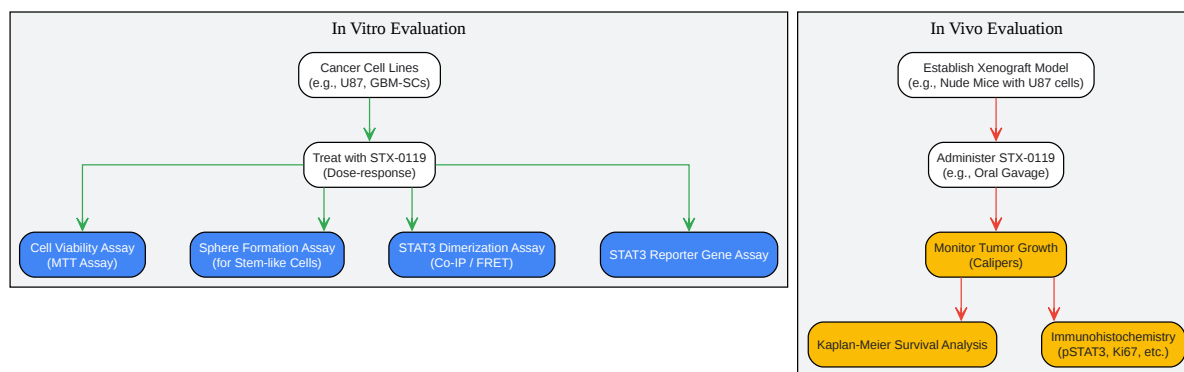 In Vitro Evaluation
Cancer Cell Lines
(e.g., U87, GBM-SCs)
Treat with STX-0119
(Dose-response)
Cell Viability Assay
(MTT Assay)
Sphere Formation Assay
(for Stem-like Cells)
STAT3 Dimerization Assay
(Co-IP / FRET)
STAT3 Reporter Gene Assay
In Vivo Evaluation
Establish Xenograft Model
(e.g., Nude Mice with U87 cells)
Administer STX-0119
(e.g., Oral Gavage)
Monitor Tumor Growth
(Calipers)
Kaplan-Meier Survival Analysis
Immunohistochemistry
(pSTAT3, Ki67, etc.)